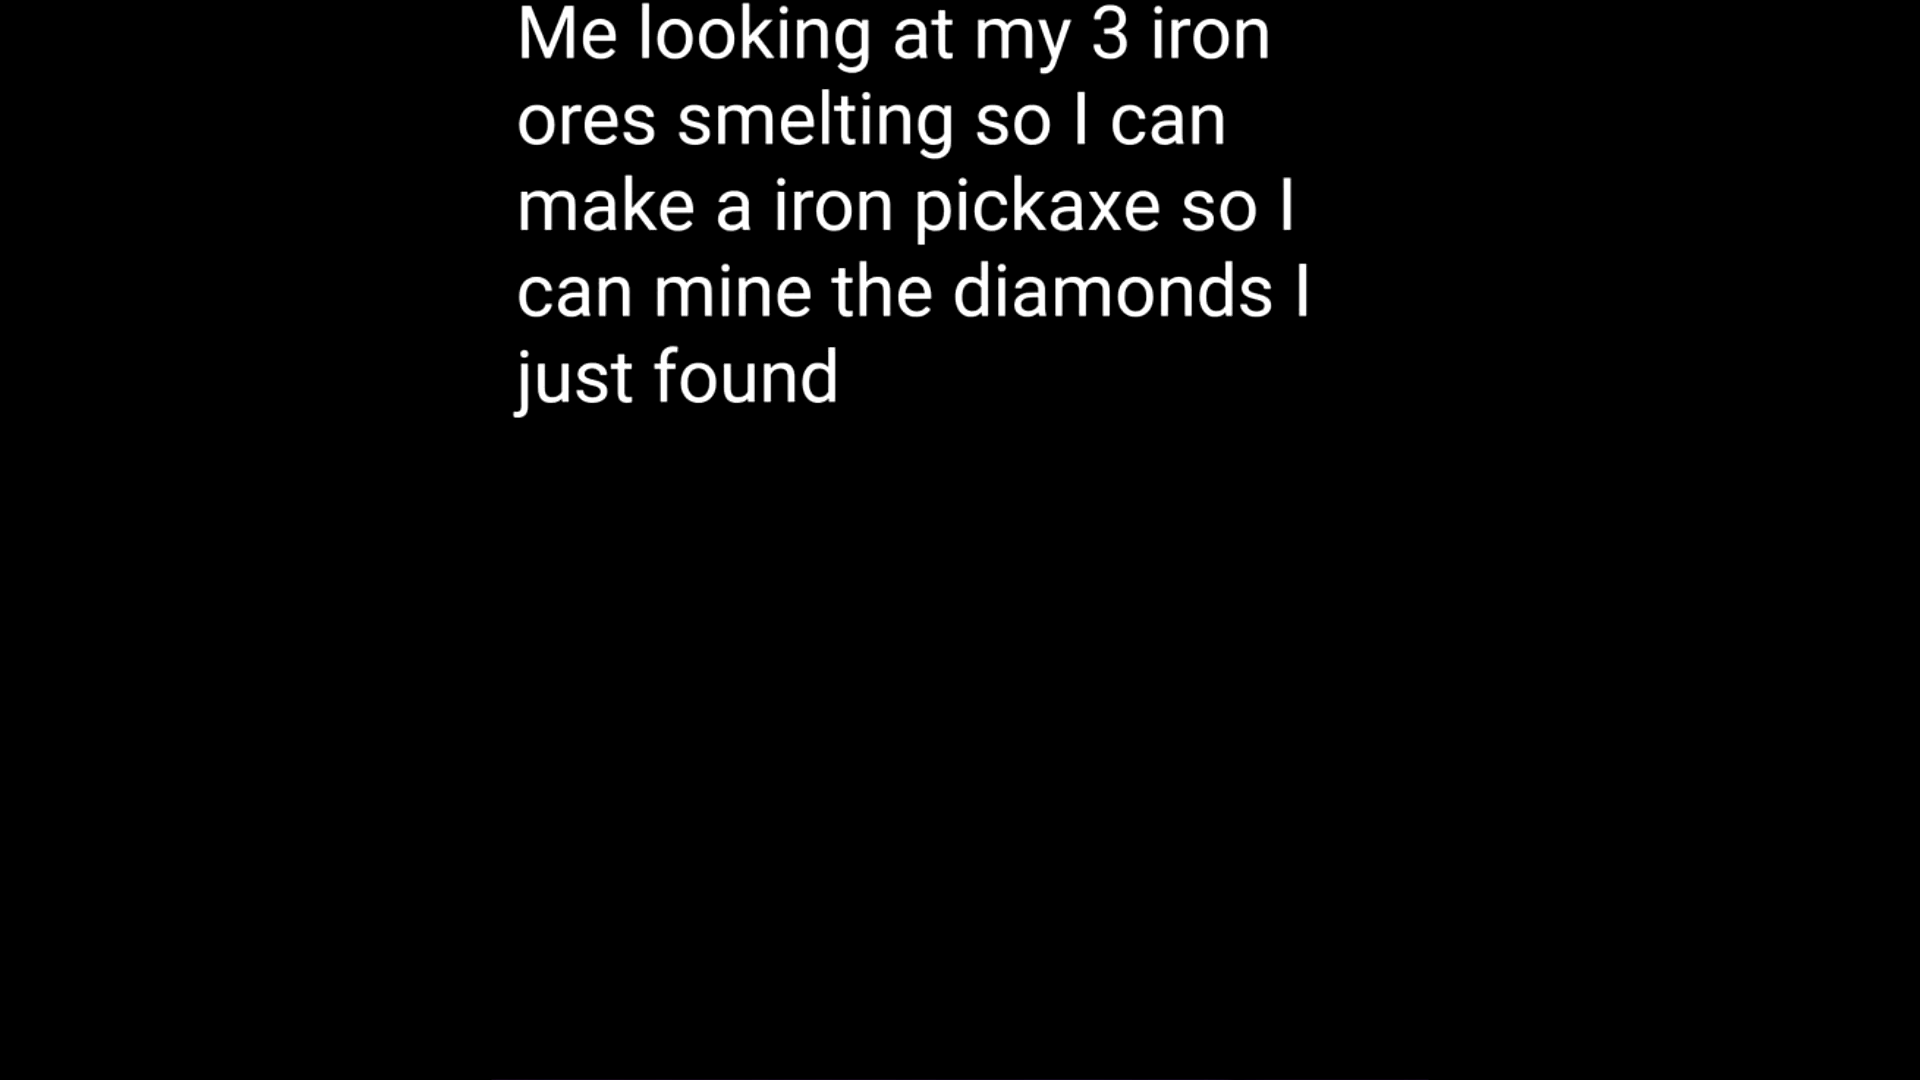 Me looking at my 3 iron
ores smelting so I can
make a iron pickaxe so I
can mine the diamonds I
just found